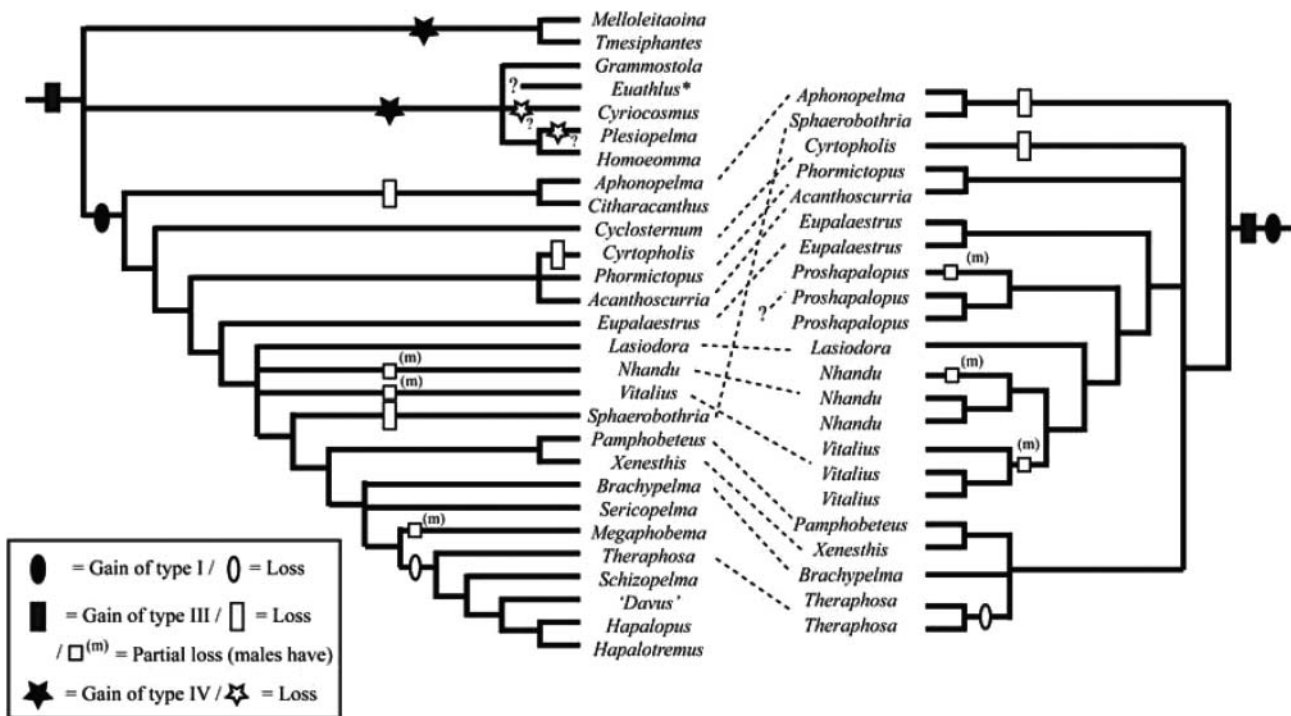 Melloleitaoina
Tmesiphantes
Grammostola
? Euathlus*
Cyriocosmus
?
Plesiopelma
?
Homoeomma
Aphonopelma
Citharacanthus
Cyclosternum
Cyrtopholis
Phormictopus
Acanthoscurria
Eupalaestrus
Lasiodora
(m) Nhandu
(m) Vitalius
Sphaerobothria
Pamphobeteus
Xenesthis
Brachypelma
Sericopelma
(m) Megaphobema
Theraphosa
Schizopelma
‘Davus’
Hapalopus
Hapalotremus
Aphonopelma
Sphaerobothria
Cyrtopholis
Phormictopus
Acanthoscurria
Eupalaestrus
Eupalaestrus
Proshapalopus (m)
Proshapalopus
? Proshapalopus
Lasiodora
Nhandu (m)
Nhandu
Nhandu
Vitalius (m)
Vitalius
Vitalius
Pamphobeteus
Xenesthis
Brachypelma
Theraphosa
Theraphosa
= Gain of type I / = Loss
= Gain of type III / = Loss
/ (m) = Partial loss (males have)
= Gain of type IV / = Loss